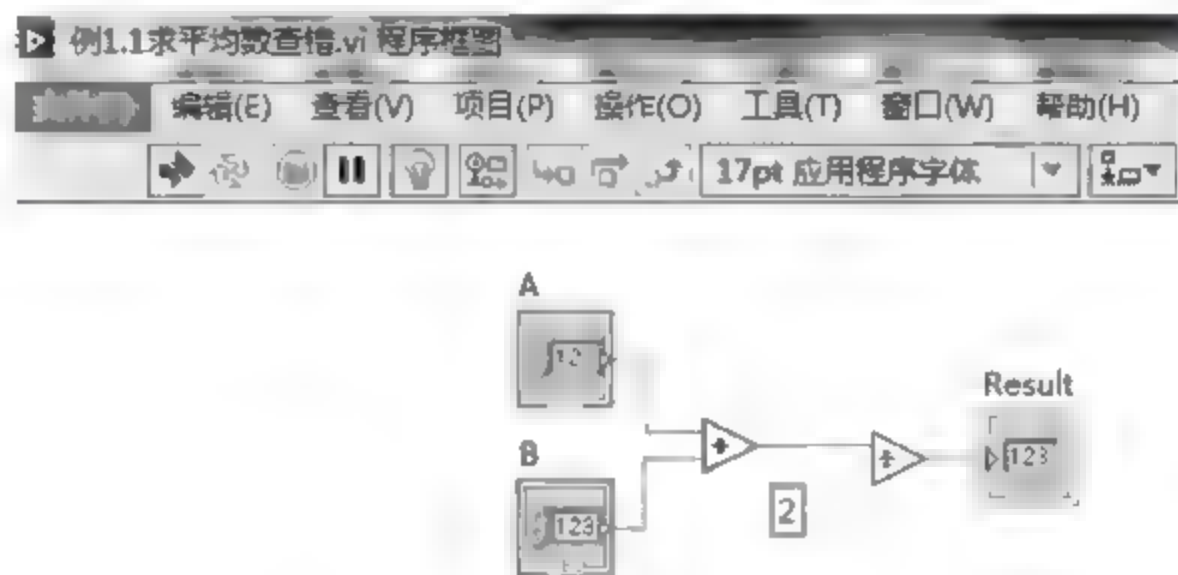 例1.1求平均数查错.vi 程序框图
编辑(E) 查看(V) 项目(P) 操作(O) 工具(T) 窗口(W) 帮助(H)
17pt 应用程序字体
A
12
Result
123
B
123
2